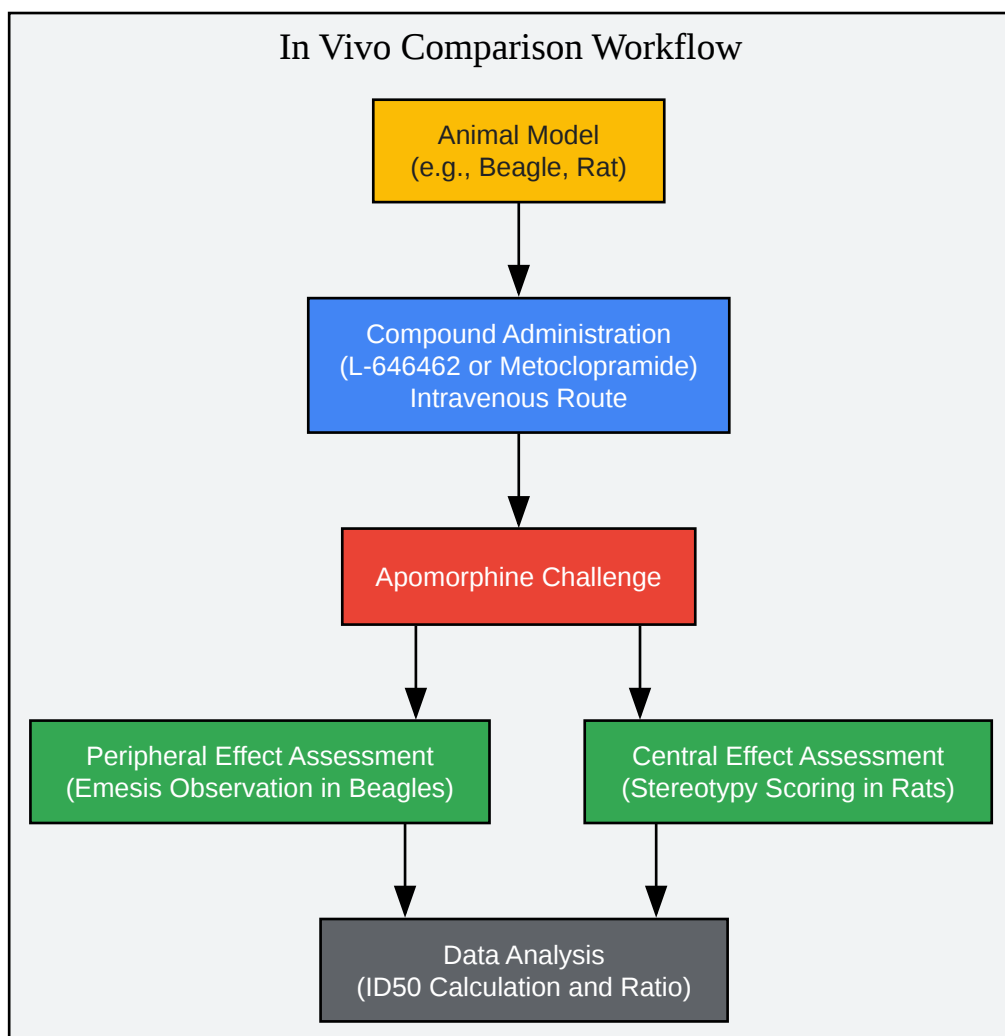 In Vivo Comparison Workflow
Animal Model
(e.g., Beagle, Rat)
Compound Administration
(L-646462 or Metoclopramide)
Intravenous Route
Apomorphine Challenge
Peripheral Effect Assessment
(Emesis Observation in Beagles)
Central Effect Assessment
(Stereotypy Scoring in Rats)
Data Analysis
(ID50 Calculation and Ratio)